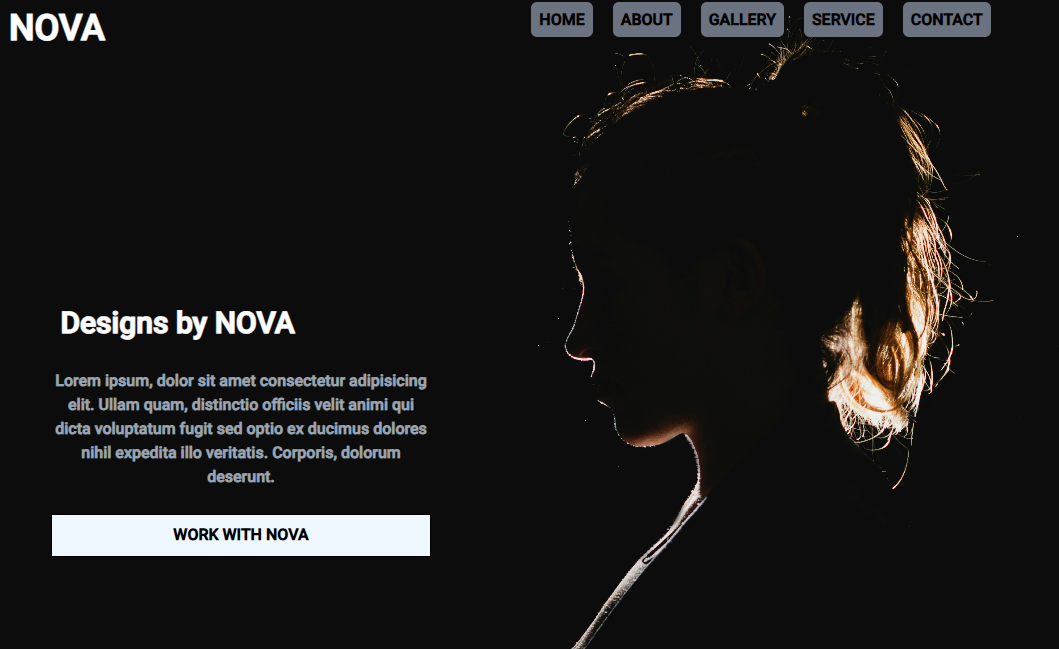 NOVA
HOME ABOUT GALLERY SERVICE CONTACT
Designs by NOVA
Lorem ipsum, dolor sit amet consectetur adipisicing
elit. Ullam quam, distinctio officiis velit animi qui
dicta voluptatum fugit sed optio ex ducimus dolores
nihil expedita illo veritatis. Corporis, dolorum
deserunt.
WORK WITH NOVA